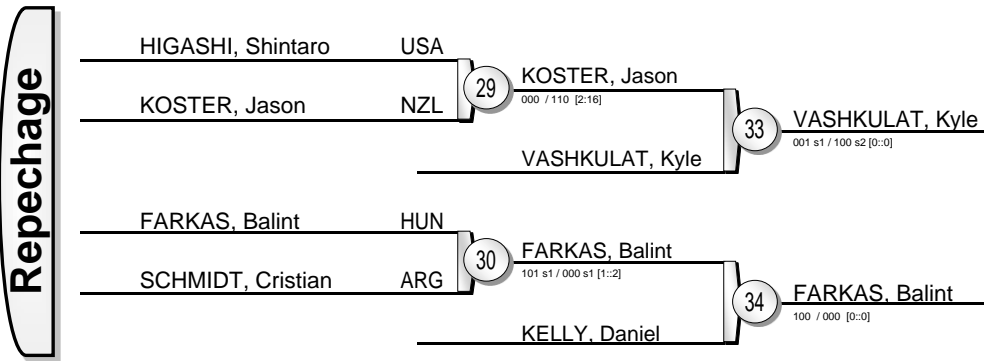 Repechage
HIGASHI, Shintaro USA
KOSTER, Jason NZL
29
KOSTER, Jason
000 / 110 [2:16]
VASHKULAT, Kyle
33
VASHKULAT, Kyle
001 s1 / 100 s2 [0::0]
FARKAS, Balint HUN
SCHMIDT, Cristian ARG
30
FARKAS, Balint
101 s1 / 000 s1 [1::2]
KELLY, Daniel
34
FARKAS, Balint
100 / 000 [0::0]